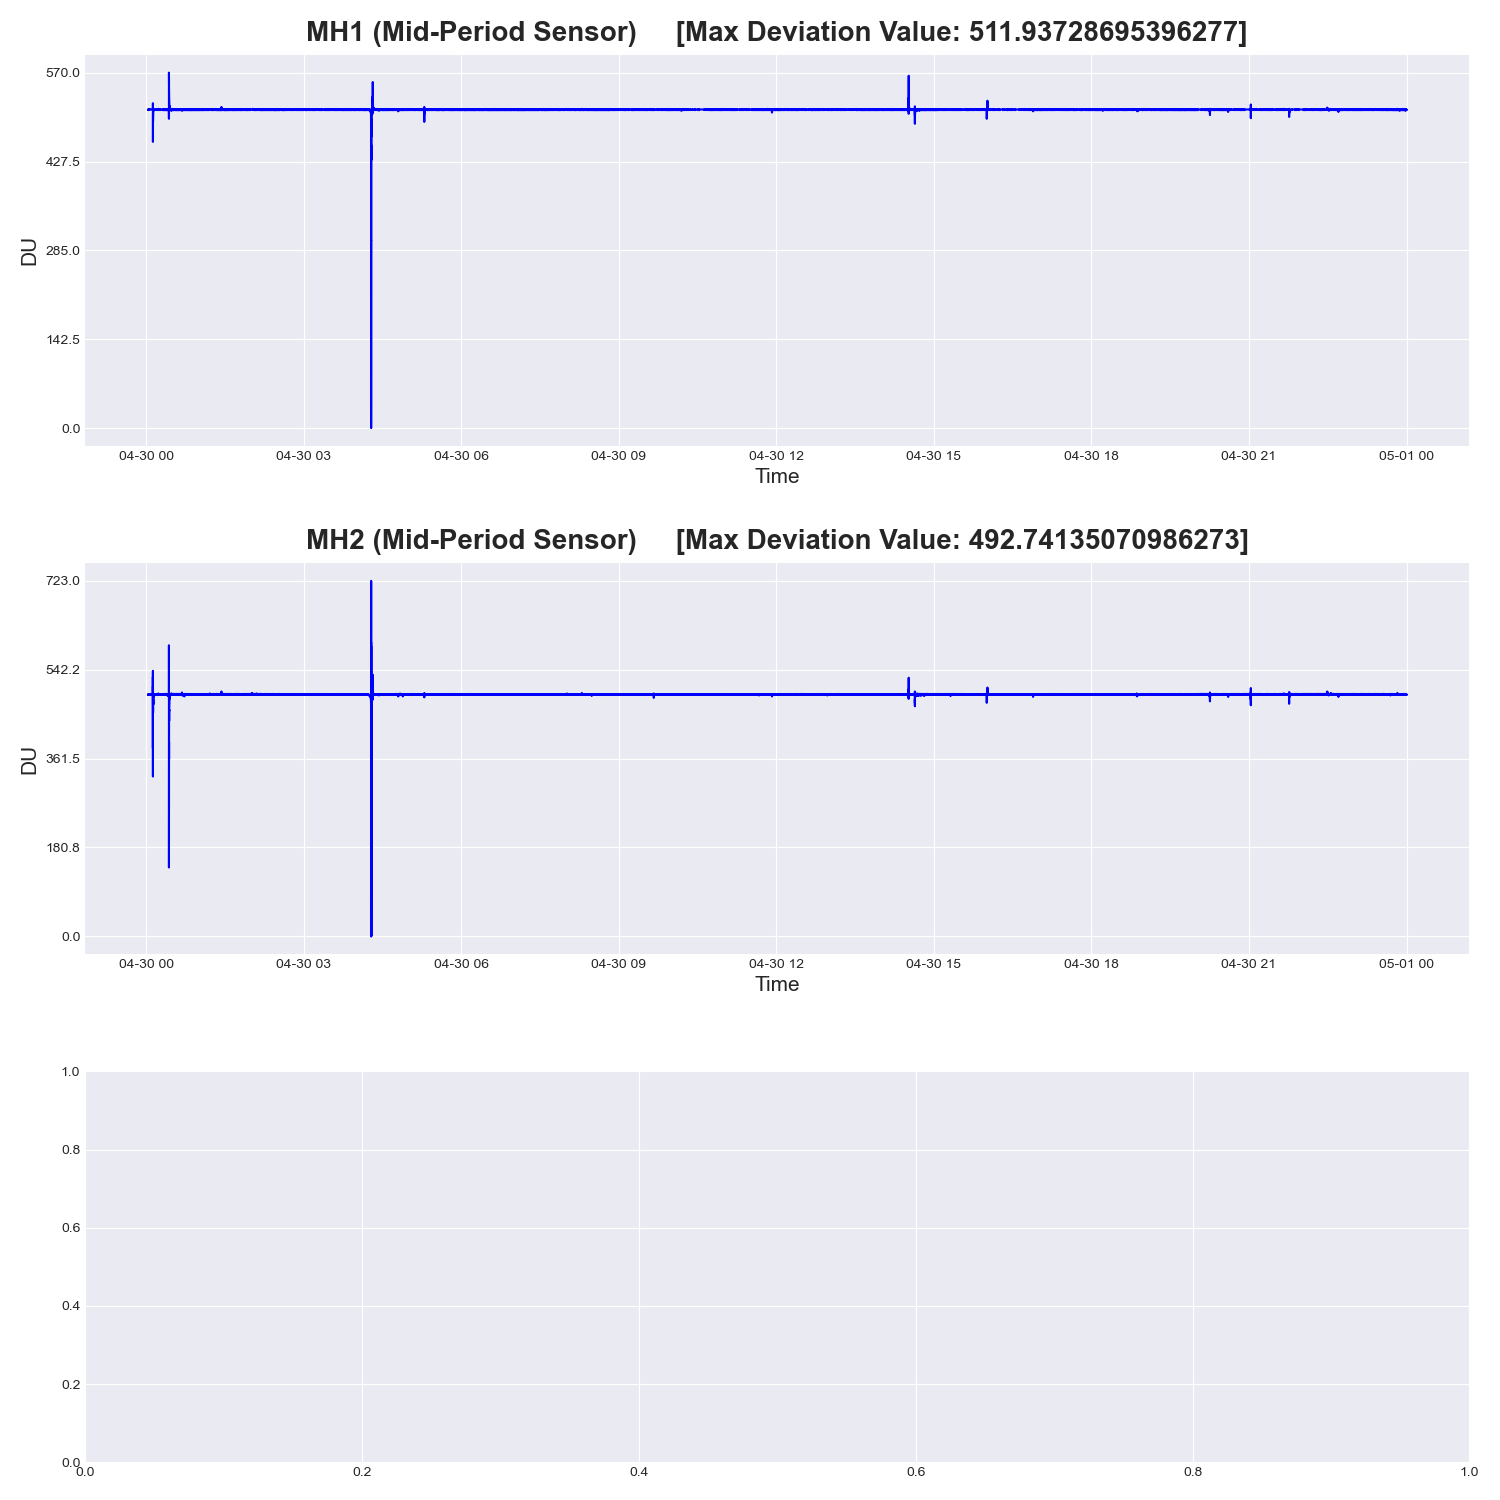 MH1 (Mid-Period Sensor) [Max Deviation Value: 511.93728695396277]
570.0
427.5
285.0
142.5
0.0
DU
04-30 00 04-30 03 04-30 06 04-30 09 04-30 12 04-30 15 04-30 18 04-30 21 05-01 00
Time
MH2 (Mid-Period Sensor) [Max Deviation Value: 492.74135070986273]
723.0
542.2
361.5
180.8
0.0
DU
04-30 00 04-30 03 04-30 06 04-30 09 04-30 12 04-30 15 04-30 18 04-30 21 05-01 00
Time
1.0
0.8
0.6
0.4
0.2
0.0
0.0 0.2 0.4 0.6 0.8 1.0